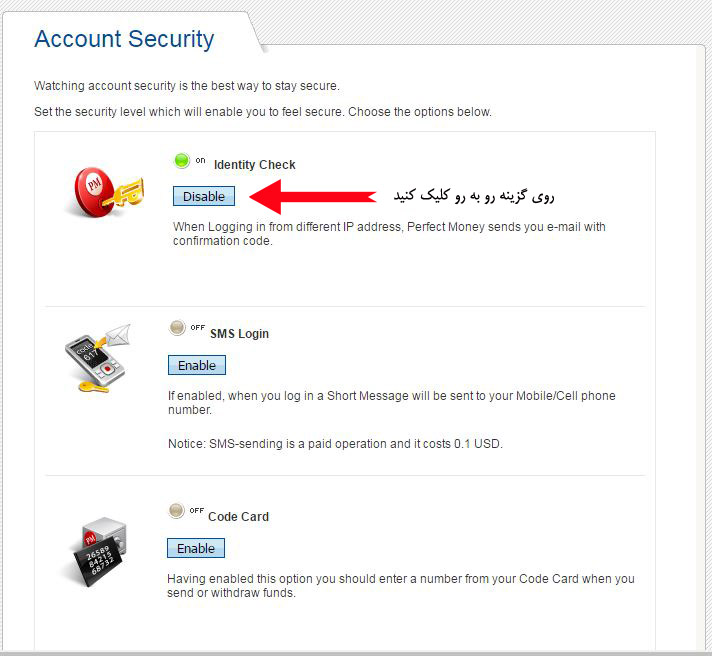 Account Security
Watching account security is the best way to stay secure.
Set the security level which will enable you to feel secure. Choose the options below.
PM
on Identity Check
Disable
روی گزینه رو به رو کلیک کنید
When Logging in from different IP address, Perfect Money sends you e-mail with
confirmation code.
code
617
OFF SMS Login
Enable
If enabled, when you log in a Short Message will be sent to your Mobile/Cell phone
number.
Notice: SMS-sending is a paid operation and it costs 0.1 USD.
PM
26589
84215
68732
OFF Code Card
Enable
Having enabled this option you should enter a number from your Code Card when you
send or withdraw funds.